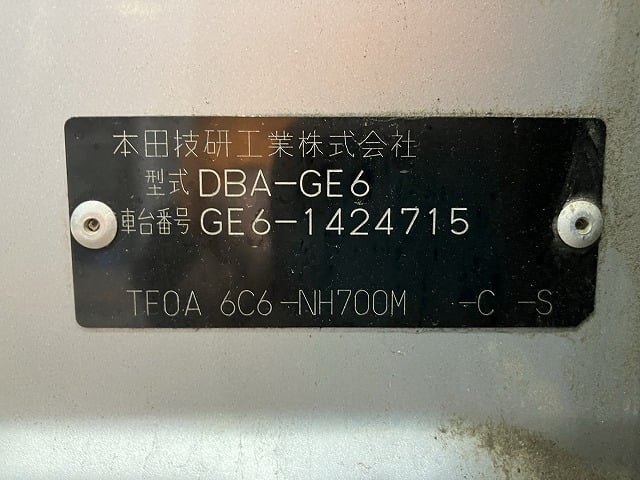 本田技研工業株式会社
型式 DBA-GE6
車台番号 GE6-1424715
TF0A 6C6-NH700M -C -S